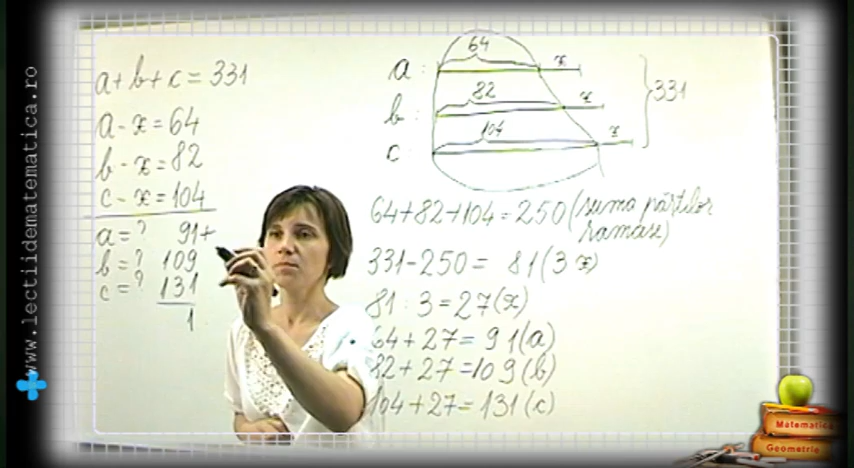 www.lectiidematematica.ro
a+b+c=331
a-x=64
b-x=82
c-x=104
a=? 91+
b=? 109
c=? 131
1
a: 64 x
b: 82 x
c: 104 x
331
64+82+104=250 (suma părților
rămase)
331-250= 81(3x)
81:3=27(x)
64+27=91(a)
82+27=109(b)
104+27=131(c)
Matematica
Geometrie